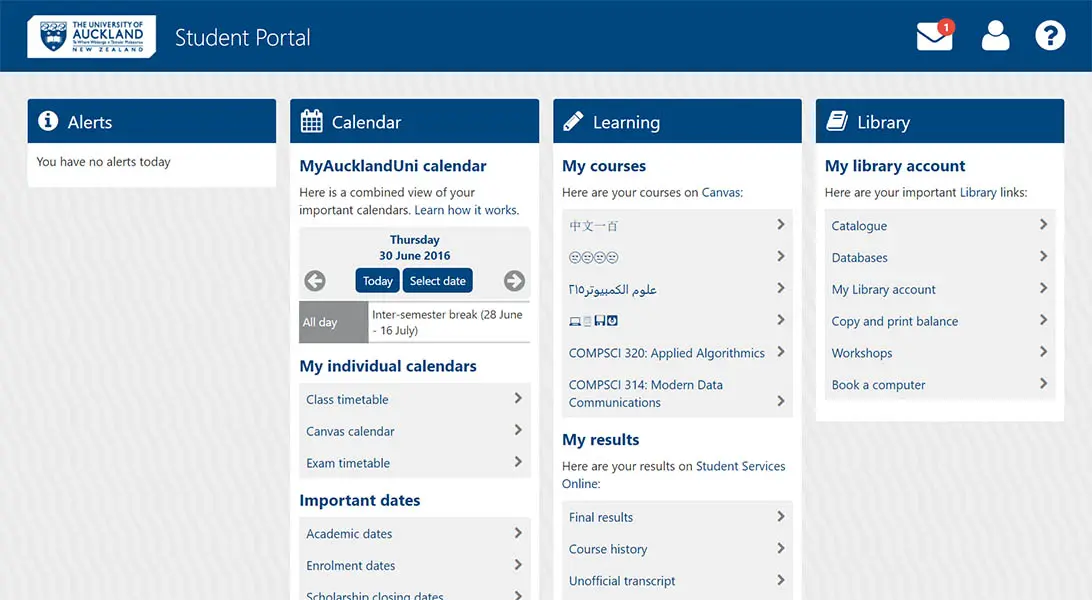 THE UNIVERSITY OF
AUCKLAND
Te Whare Wānanga o Tāmaki Makaurau
NEW ZEALAND
Student Portal
1
?
Alerts
You have no alerts today
Calendar
MyAucklandUni calendar
Here is a combined view of your
important calendars. Learn how it works.
Thursday
30 June 2016
Today
Select date
All day
Inter-semester break (28 June
- 16 July)
My individual calendars
Class timetable
Canvas calendar
Exam timetable
Important dates
Academic dates
Enrolment dates
Scholarship closing dates
Learning
My courses
Here are your courses on Canvas:
中文一百
علوم الكمبيوتر٢١٥
COMPSCI 320: Applied Algorithmics
COMPSCI 314: Modern Data
Communications
My results
Here are your results on Student Services
Online:
Final results
Course history
Unofficial transcript
Library
My library account
Here are your important Library links:
Catalogue
Databases
My Library account
Copy and print balance
Workshops
Book a computer